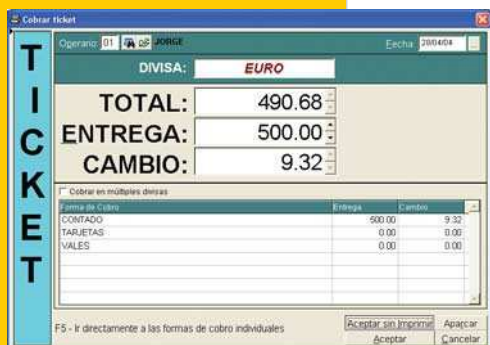 Cobrar ticket
TICKET
Operario 01 JORGE Fecha 20/04/04
DIVISA: EURO
TOTAL: 490.68
ENTREGA: 500.00
CAMBIO: 9.32
Cobrar en múltiples divisas
Forma de Cobro Entrega Cambio
CONTADO 500.00 9.32
TARJETAS 0.00 0.00
VALES 0.00 0.00
F5 - Ir directamente a las formas de cobro individuales
Aceptar sin Imprimir Aparcar
Aceptar Cancelar